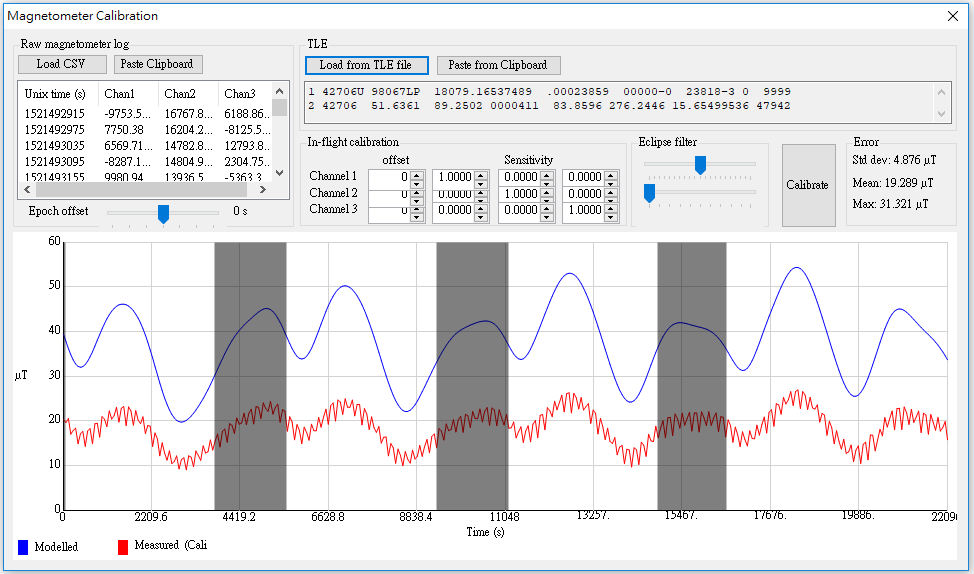 Magnetometer Calibration
Raw magnetometer log
Load CSV Paste Clipboard
Unix time (s) Chan1 Chan2 Chan3
1521492915 -9753.5... 16767.8... 6188.86...
1521492975 7750.38 16204.2... -8125.5...
1521493035 6569.71... 14782.8... 12793.8...
1521493095 -8287.1... 14804.9... 2304.75...
1521493155 9980.94 13936.5 -5363.3
Epoch offset 0 s
TLE
Load from TLE file Paste from Clipboard
1 42706U 98067LP 18079.16537489 .00023859 00000-0 23818-3 0 9999
2 42706 51.6361 89.2502 0000411 83.8596 276.2446 15.65499536 47942
In-flight calibration
offset Sensitivity
Channel 1 0 1.0000 0.0000 0.0000
Channel 2 0 0.0000 1.0000 0.0000
Channel 3 0 0.0000 0.0000 1.0000
Eclipse filter
Calibrate
Error
Std dev: 4.876 µT
Mean: 19.289 µT
Max: 31.321 µT
60
50
40
µT
30
20
10
0
0 2209.6 4419.2 6628.8 8838.4 11048 13257. 15467. 17676. 19886. 2209
Time (s)
Modelled Measured (Cali